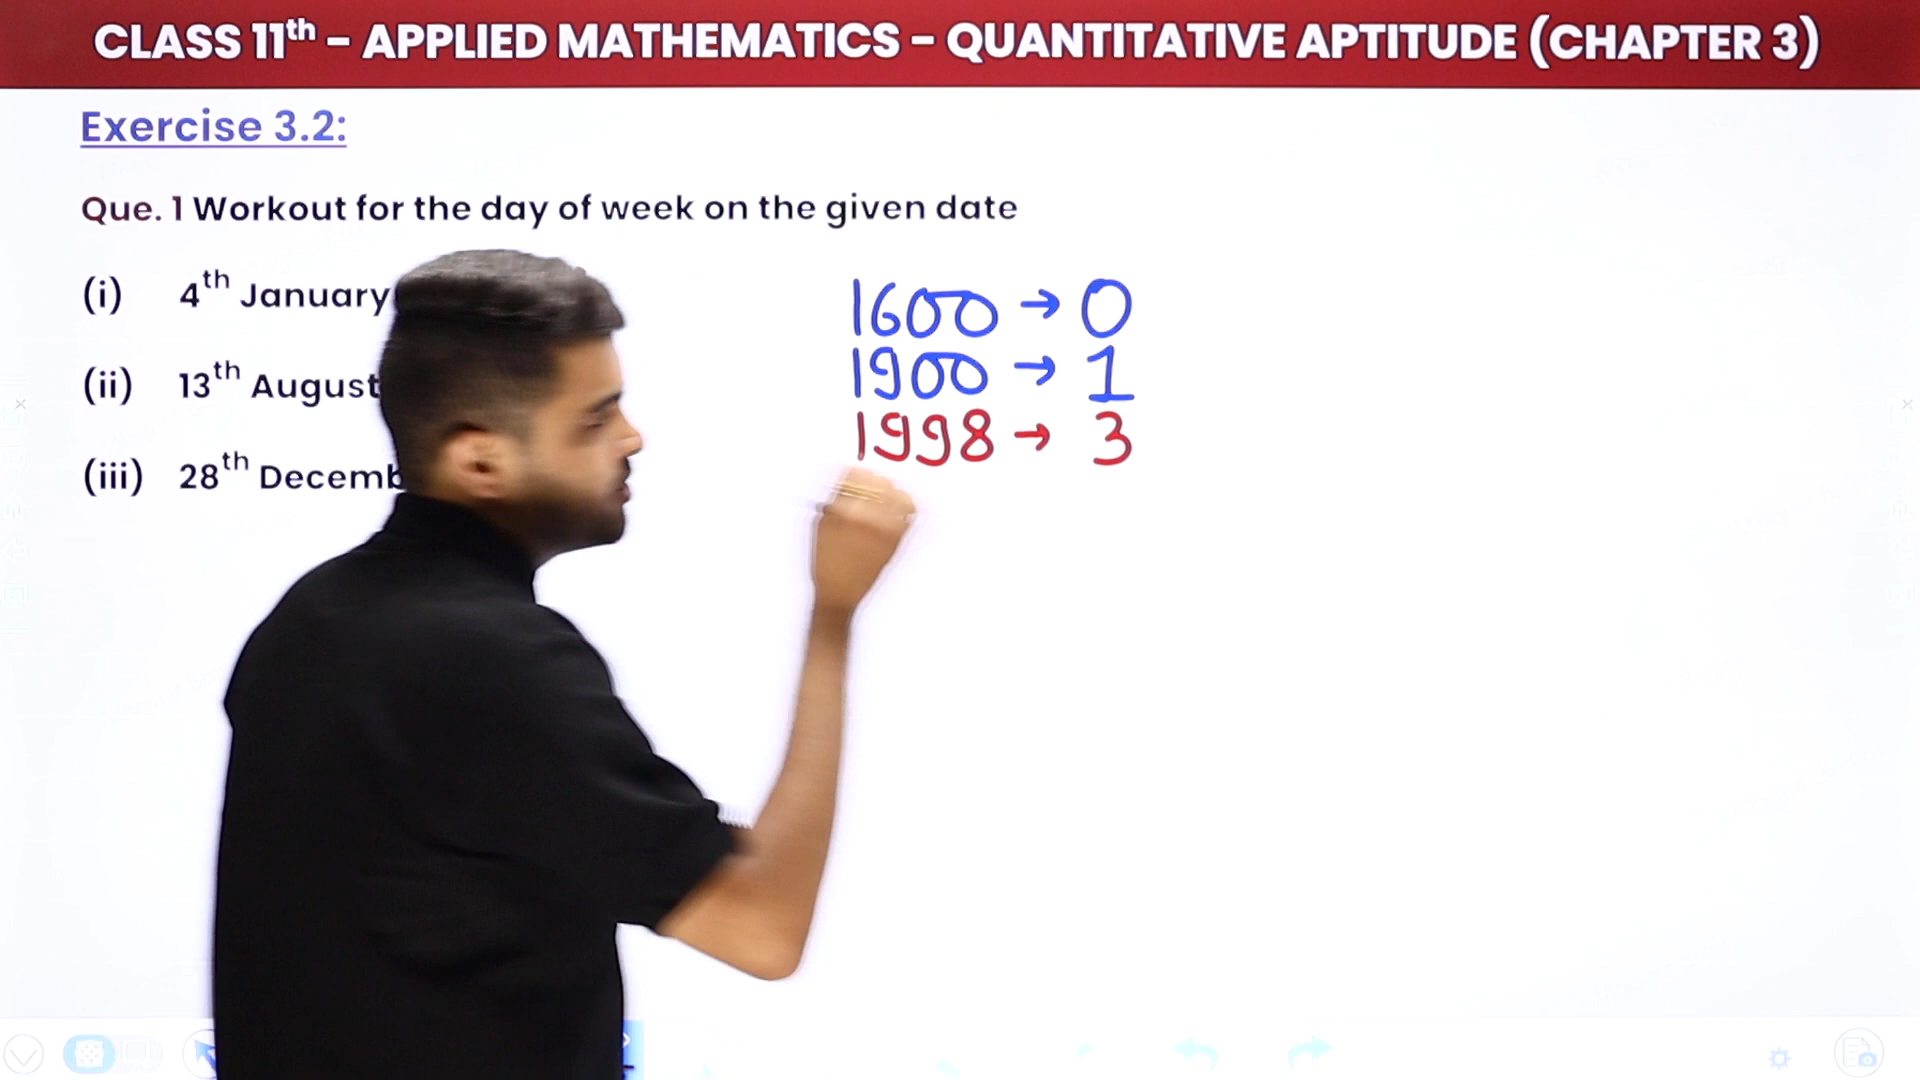 CLASS 11th – APPLIED MATHEMATICS – QUANTITATIVE APTITUDE (CHAPTER 3)
Exercise 3.2:
Que. 1 Workout for the day of week on the given date
(i) 4th January
(ii) 13th August
(iii) 28th Decemb
1600 → 0
1900 → 1
1998 → 3